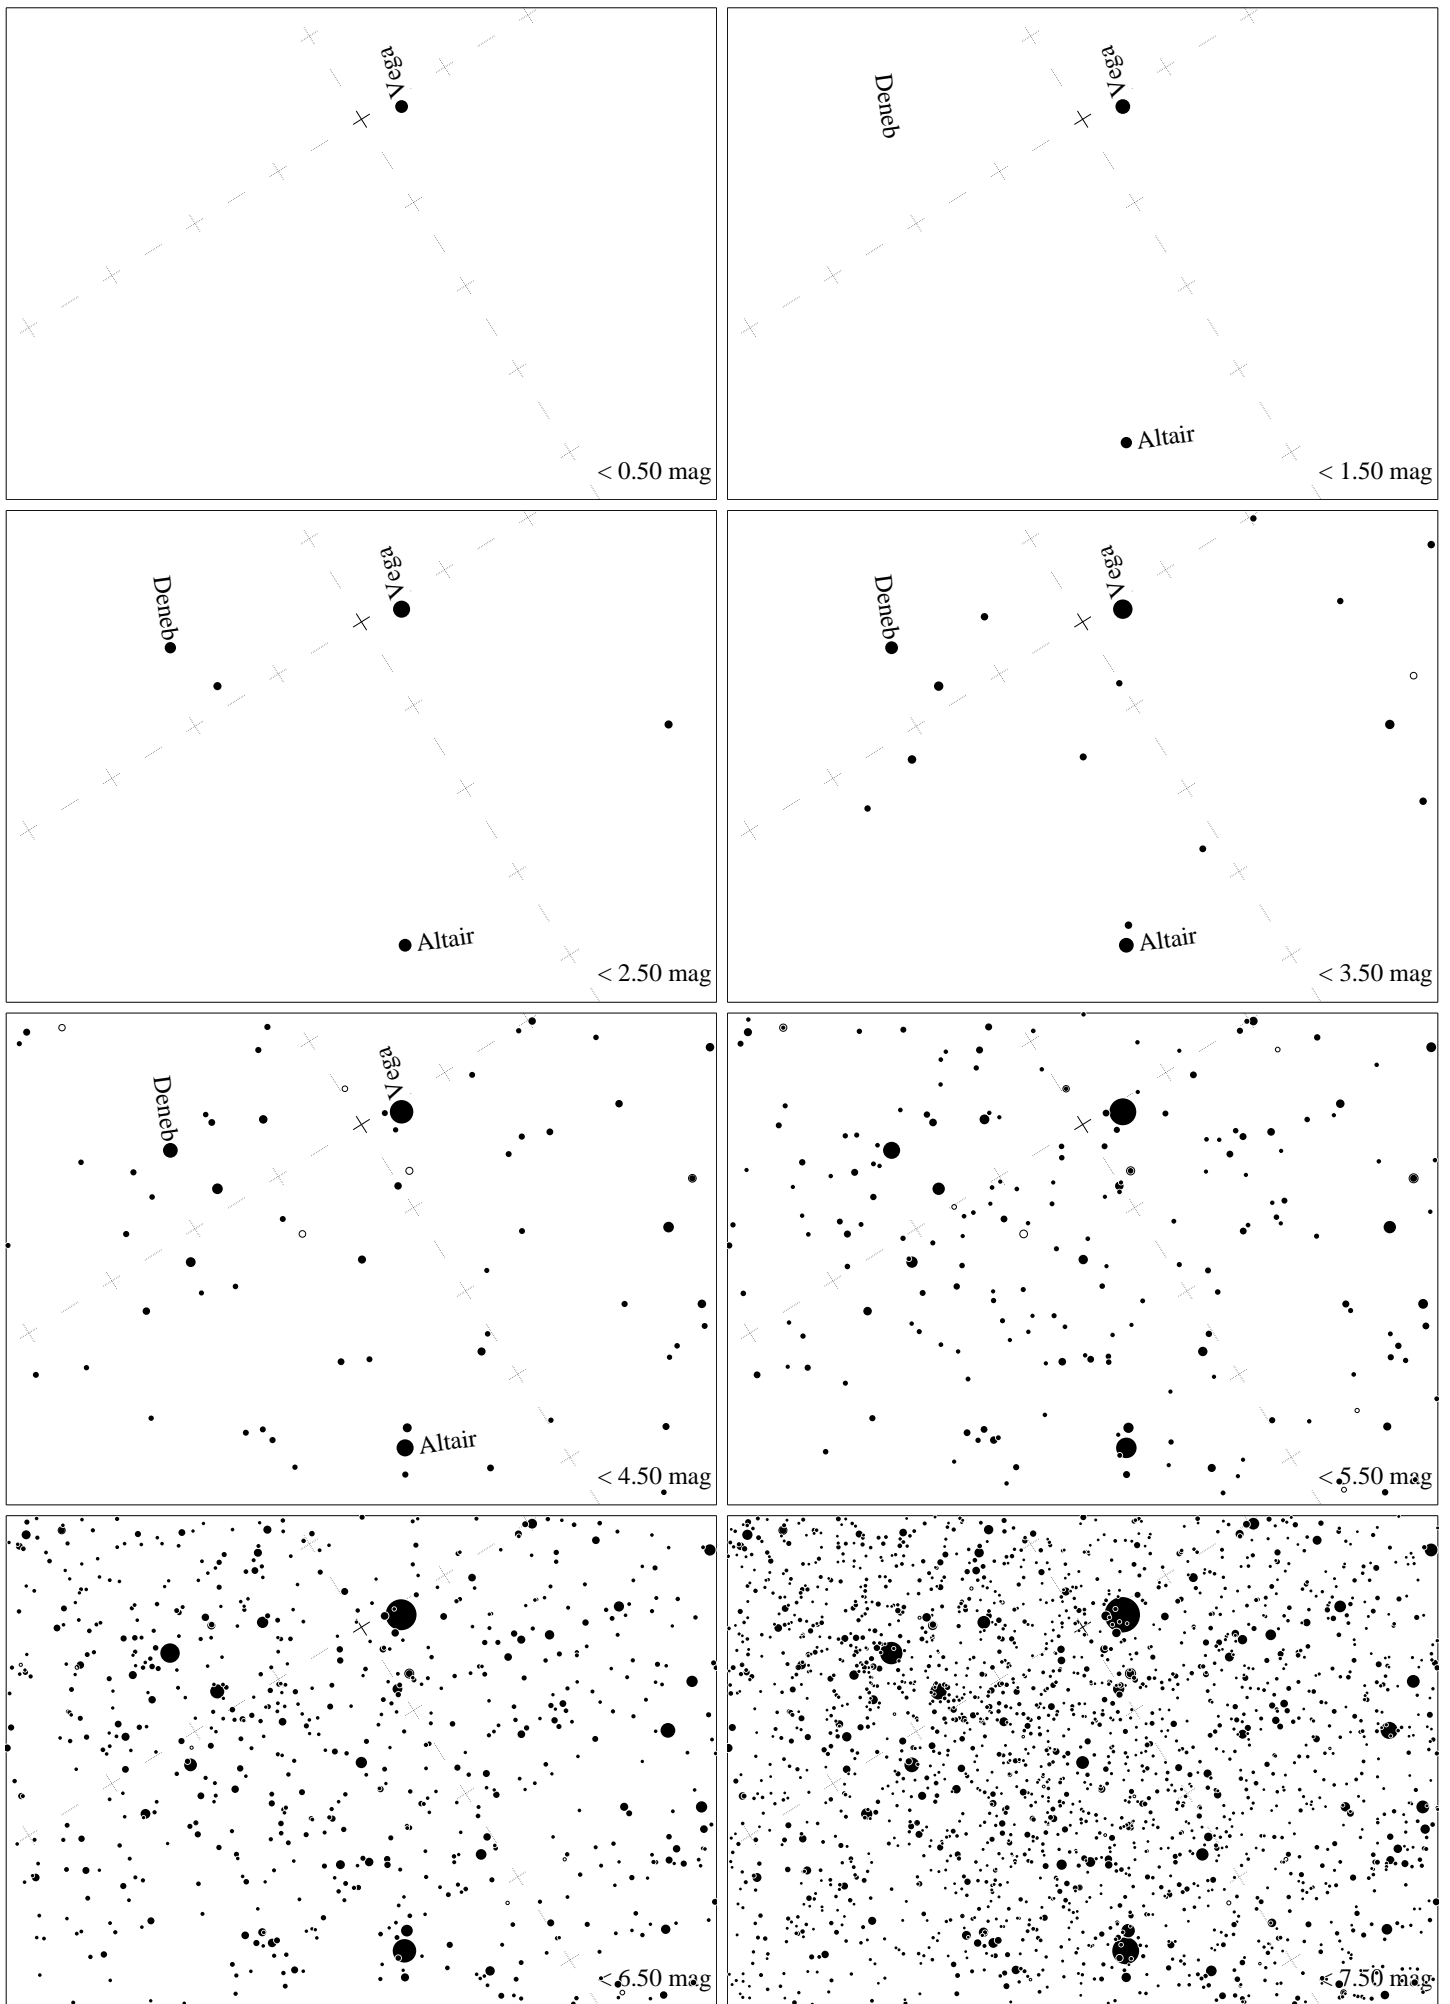 Vega
< 0.50 mag
Deneb
Vega
Altair
< 1.50 mag
Deneb
Vega
Altair
< 2.50 mag
Deneb
Vega
Altair
< 3.50 mag
Deneb
Vega
Altair
< 4.50 mag
< 5.50 mag
< 6.50 mag
< 7.50 mag